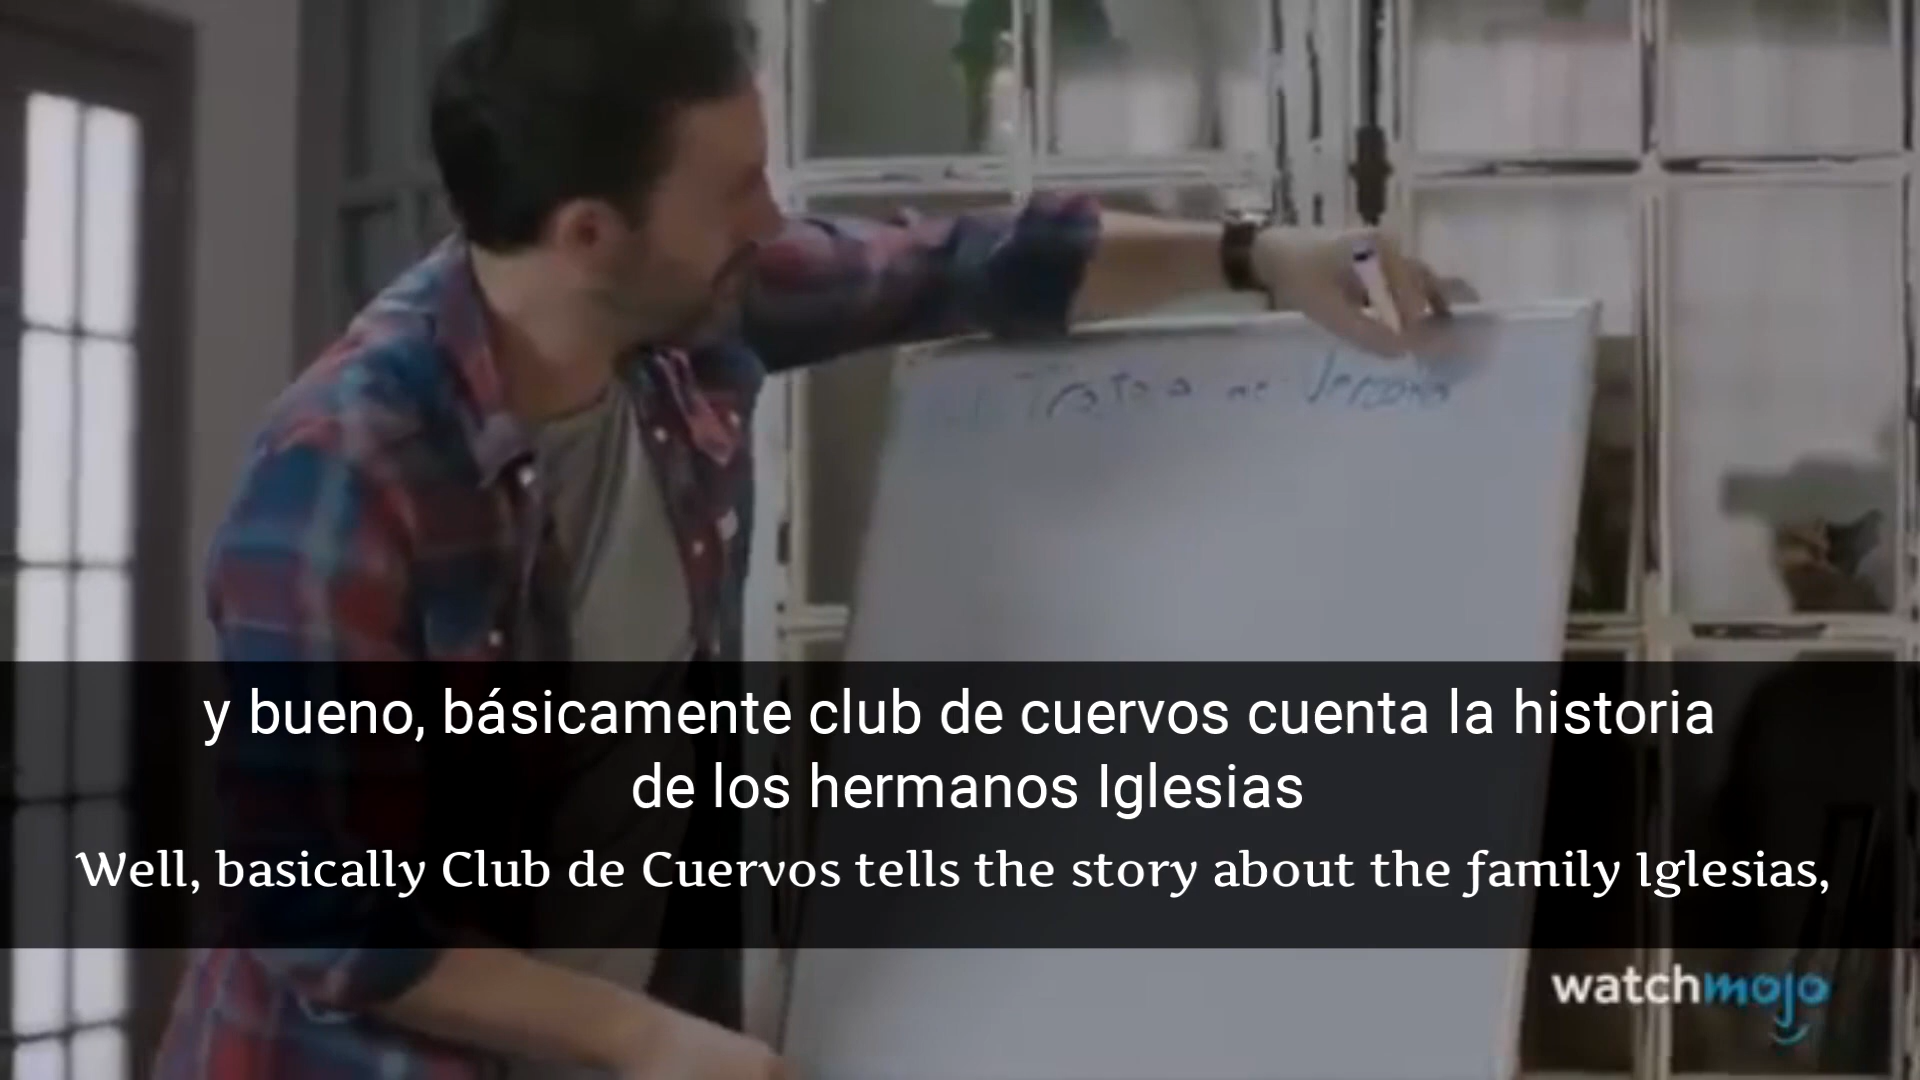 y bueno, básicamente club de cuervos cuenta la historia
de los hermanos Iglesias
Well, basically Club de Cuervos tells the story about the family Iglesias,
watchmojo